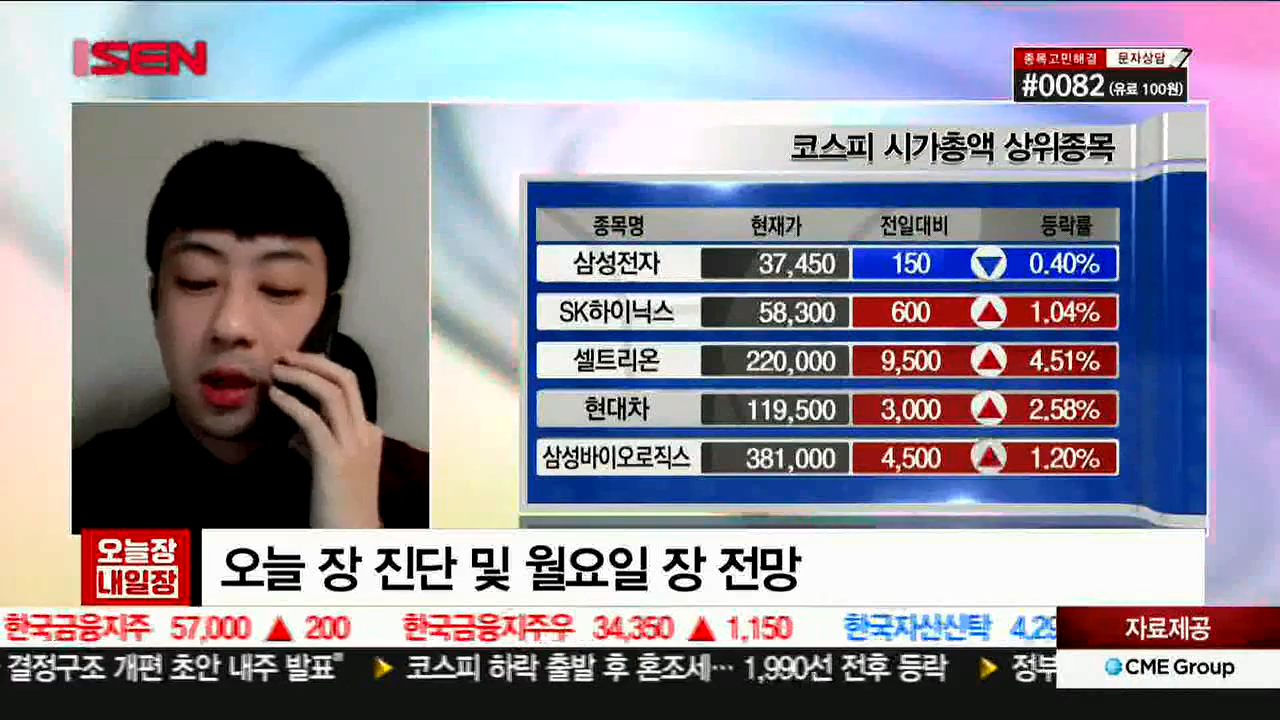 ISEN
종목고민해결 문자상담
#0082 (유료 100원)
코스피 시가총액 상위종목
종목명 현재가 전일대비 등락률
삼성전자 37,450 150 ▼ 0.40%
SK하이닉스 58,300 600 ▲ 1.04%
셀트리온 220,000 9,500 ▲ 4.51%
현대차 119,500 3,000 ▲ 2.58%
삼성바이오로직스 381,000 4,500 ▲ 1.20%
오늘장
내일장
오늘 장 진단 및 월요일 장 전망
한국금융지주 57,000 ▲ 200 한국금융지주우 34,350 ▲ 1,150 한국자산신탁 4,29
자료제공
결정구조 개편 초안 내주 발표" ▶ 코스피 하락 출발 후 혼조세… 1,990선 전후 등락 ▶ 정부
CME Group